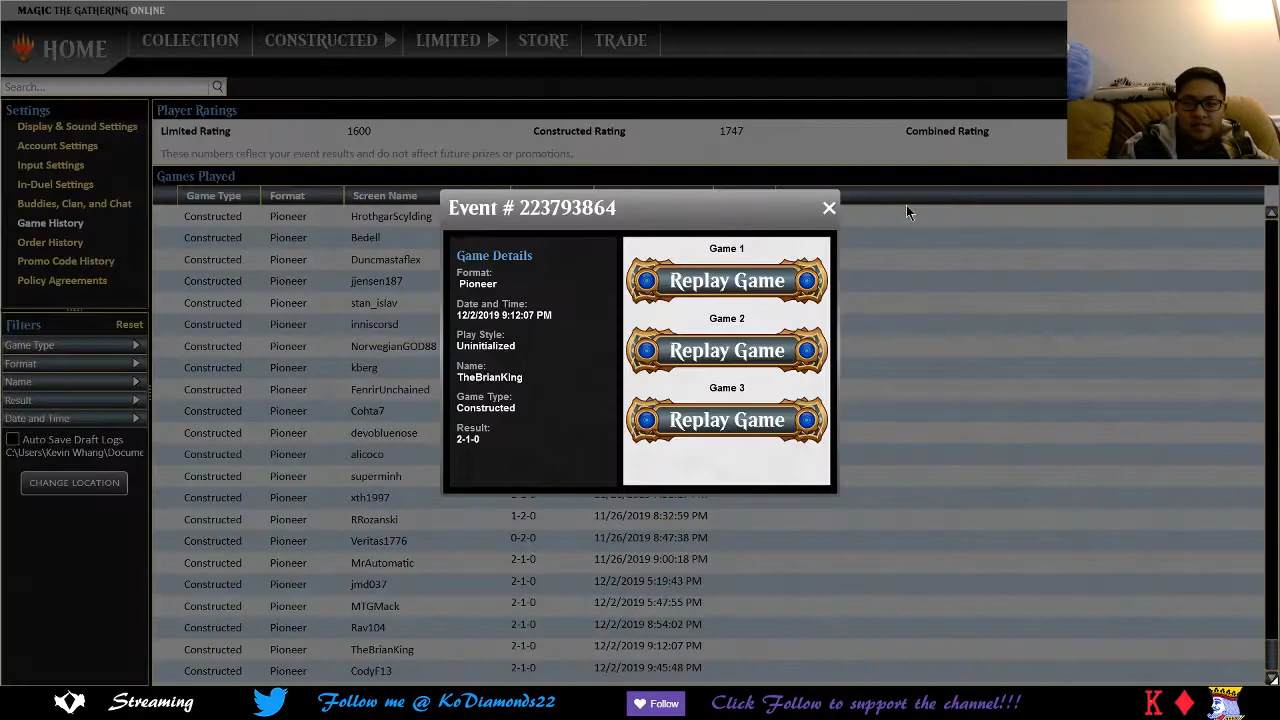 MAGIC THE GATHERING ONLINE
HOME COLLECTION CONSTRUCTED LIMITED STORE TRADE
Search...
Settings
Display & Sound Settings
Account Settings
Input Settings
In-Duel Settings
Buddies, Clan, and Chat
Game History
Order History
Promo Code History
Policy Agreements
Filters Reset
Game Type
Format
Name
Result
Date and Time
Auto Save Draft Logs
C:\Users\Kevin Whang\Docume
CHANGE LOCATION
Player Ratings
Limited Rating 1600 Constructed Rating 1747 Combined Rating
These numbers reflect your event results and do not affect future prizes or promotions.
Games Played
Game Type Format Screen Name
Constructed Pioneer HrothgarScylding
Constructed Pioneer Bedell
Constructed Pioneer Duncmastaflex
Constructed Pioneer jjensen187
Constructed Pioneer stan_islav
Constructed Pioneer inniscorsd
Constructed Pioneer NorwegianGOD88
Constructed Pioneer kberg
Constructed Pioneer FenrirUnchained
Constructed Pioneer Cohta7
Constructed Pioneer devobluenose
Constructed Pioneer alicoco
Constructed Pioneer superminh
Constructed Pioneer xth1997
Constructed Pioneer RRozanski 1-2-0 11/26/2019 8:32:59 PM
Constructed Pioneer Veritas1776 0-2-0 11/26/2019 8:47:38 PM
Constructed Pioneer MrAutomatic 2-1-0 11/26/2019 9:00:18 PM
Constructed Pioneer jmd037 2-1-0 12/2/2019 5:19:43 PM
Constructed Pioneer MTGMack 2-1-0 12/2/2019 5:47:55 PM
Constructed Pioneer Rav104 2-1-0 12/2/2019 8:54:02 PM
Constructed Pioneer TheBrianKing 2-1-0 12/2/2019 9:12:07 PM
Constructed Pioneer CodyF13 2-1-0 12/2/2019 9:45:48 PM
Event # 223793864
Game Details
Format:
Pioneer
Date and Time:
12/2/2019 9:12:07 PM
Play Style:
Uninitialized
Name:
TheBrianKing
Game Type:
Constructed
Result:
2-1-0
Game 1
Replay Game
Game 2
Replay Game
Game 3
Replay Game
Streaming Follow me @ KoDiamonds22 Follow Click Follow to support the channel!!! K